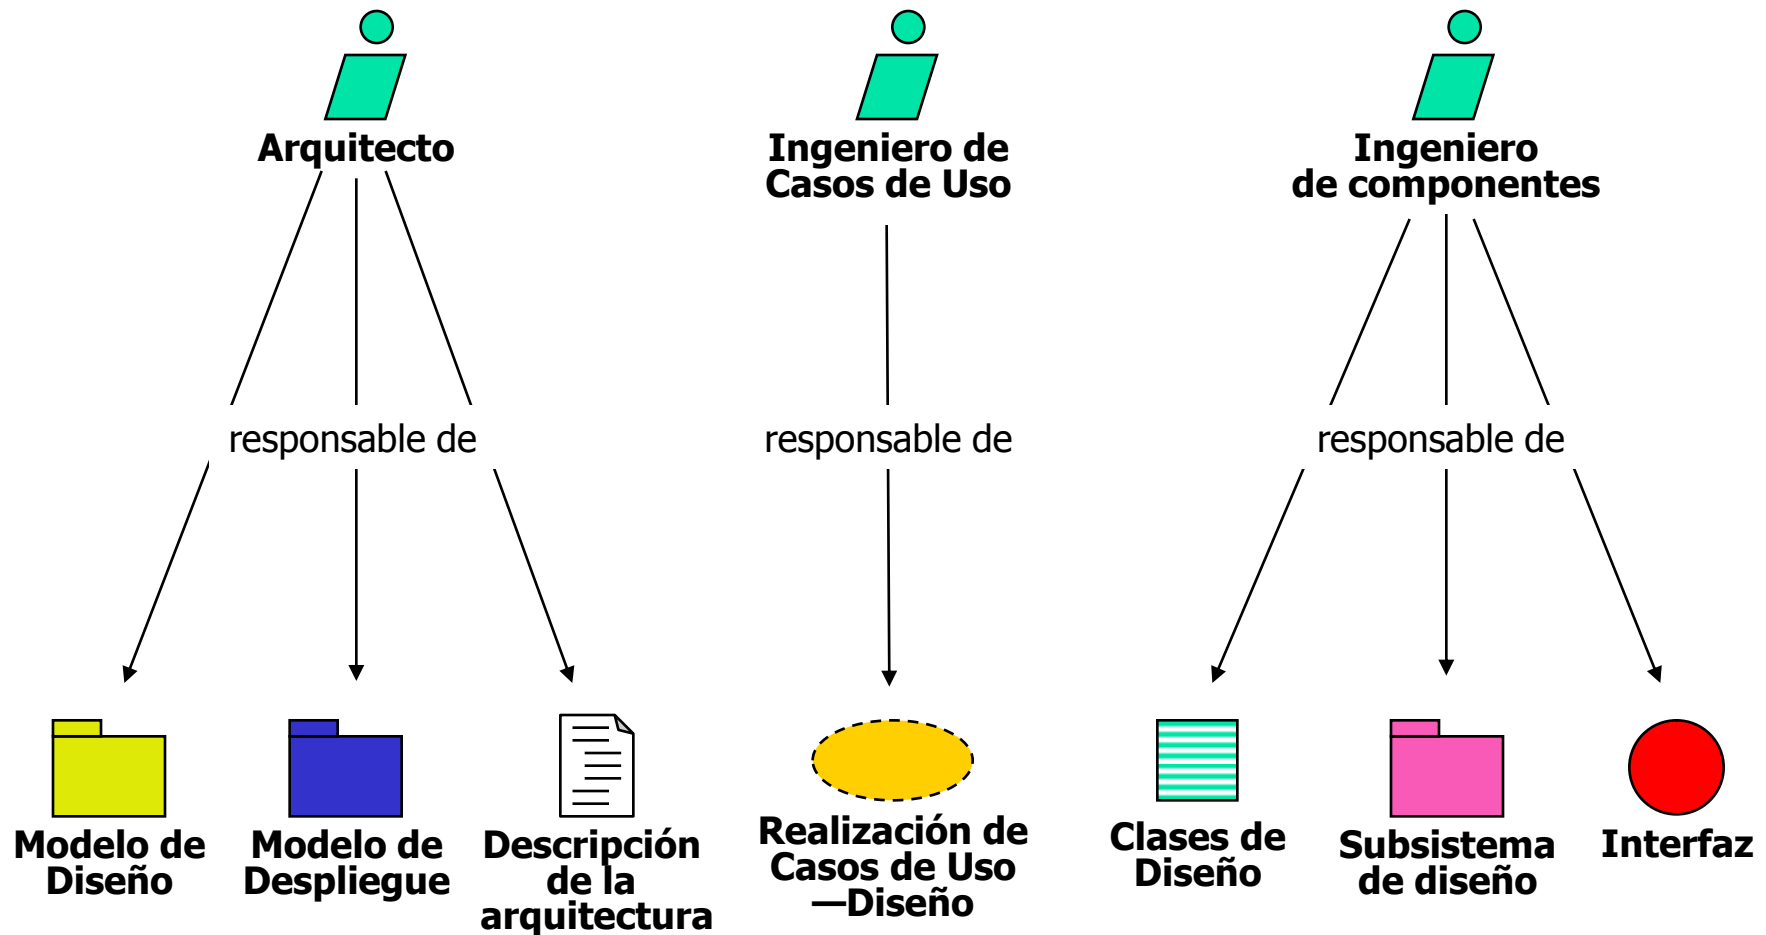 Arquitecto
Ingeniero de
Casos de Uso
Ingeniero
de componentes
responsable de
responsable de
responsable de
Modelo de
Diseño
Modelo de
Despliegue
Descripción
de la
arquitectura
Realización de
Casos de Uso
—Diseño
Clases de
Diseño
Subsistema
de diseño
Interfaz